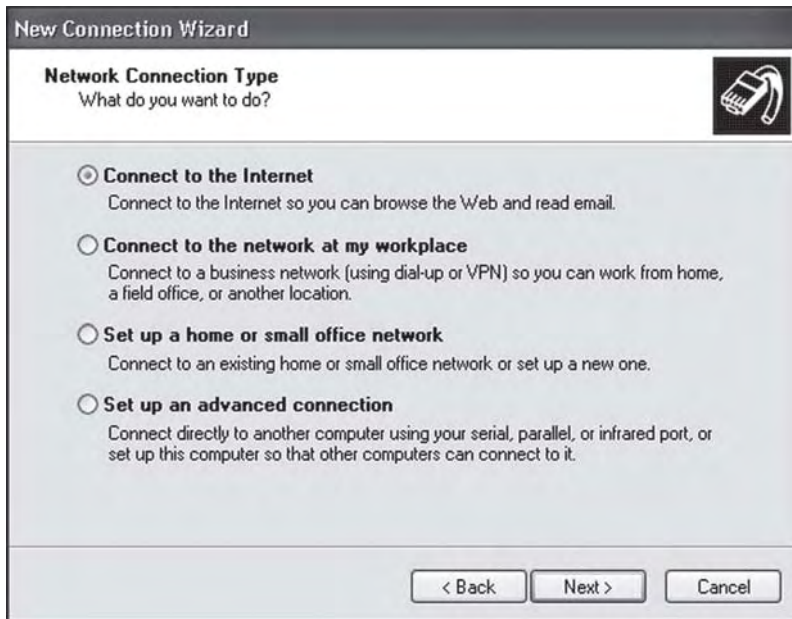 New Connection Wizard
Network Connection Type
What do you want to do?
Connect to the Internet
Connect to the Internet so you can browse the Web and read email.
Connect to the network at my workplace
Connect to a business network (using dial-up or VPN) so you can work from home,
a field office, or another location.
Set up a home or small office network
Connect to an existing home or small office network or set up a new one.
Set up an advanced connection
Connect directly to another computer using your serial, parallel, or infrared port, or
set up this computer so that other computers can connect to it.
< Back Next > Cancel